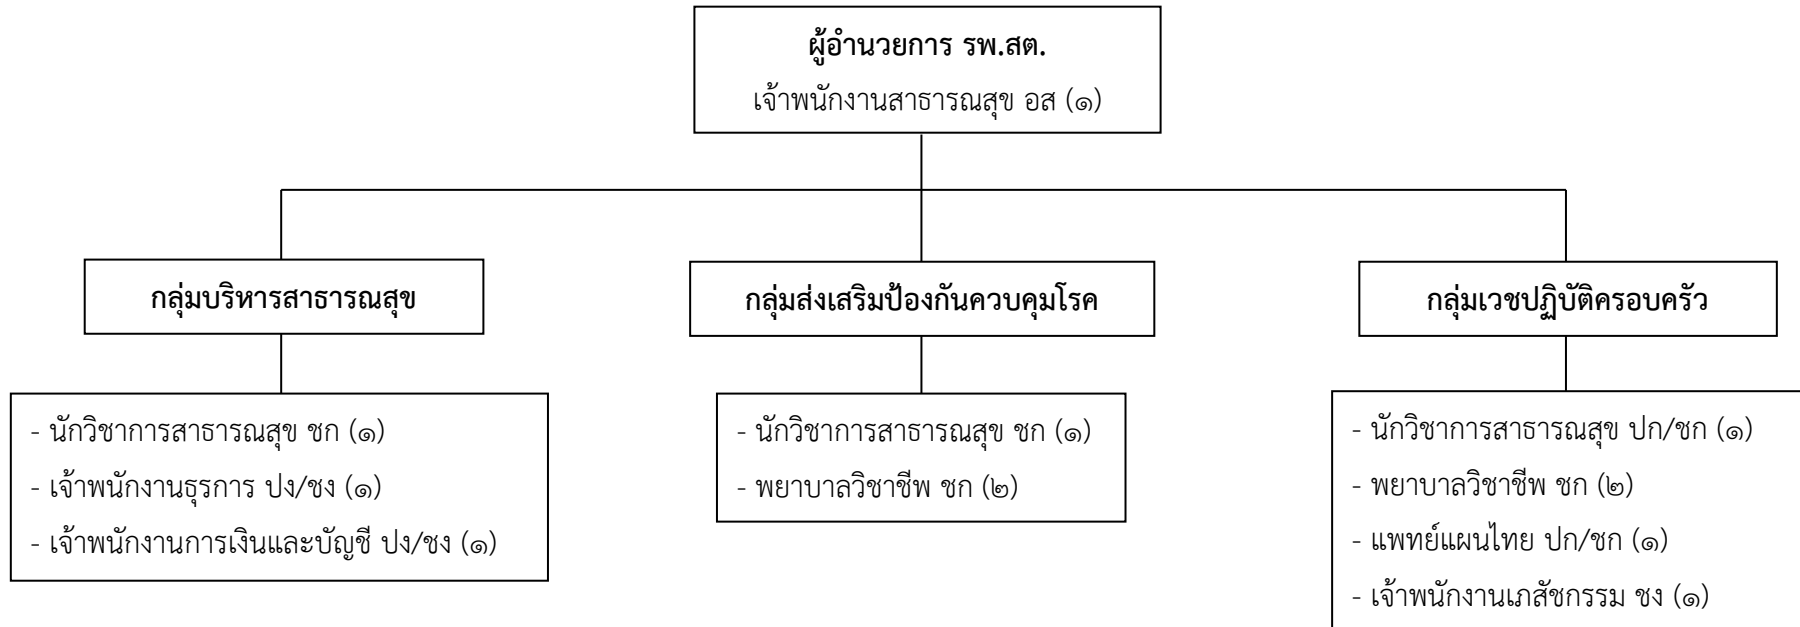 ผู้อำนวยการ รพ.สต.
เจ้าพนักงานสาธารณสุข อส (๑)
กลุ่มบริหารสาธารณสุข
- นักวิชาการสาธารณสุข ชก (๑)
- เจ้าพนักงานธุรการ ปง/ชง (๑)
- เจ้าพนักงานการเงินและบัญชี ปง/ชง (๑)
กลุ่มส่งเสริมป้องกันควบคุมโรค
- นักวิชาการสาธารณสุข ชก (๑)
- พยาบาลวิชาชีพ ชก (๒)
กลุ่มเวชปฏิบัติครอบครัว
- นักวิชาการสาธารณสุข ปก/ชก (๑)
- พยาบาลวิชาชีพ ชก (๒)
- แพทย์แผนไทย ปก/ชก (๑)
- เจ้าพนักงานเภสัชกรรม ชง (๑)